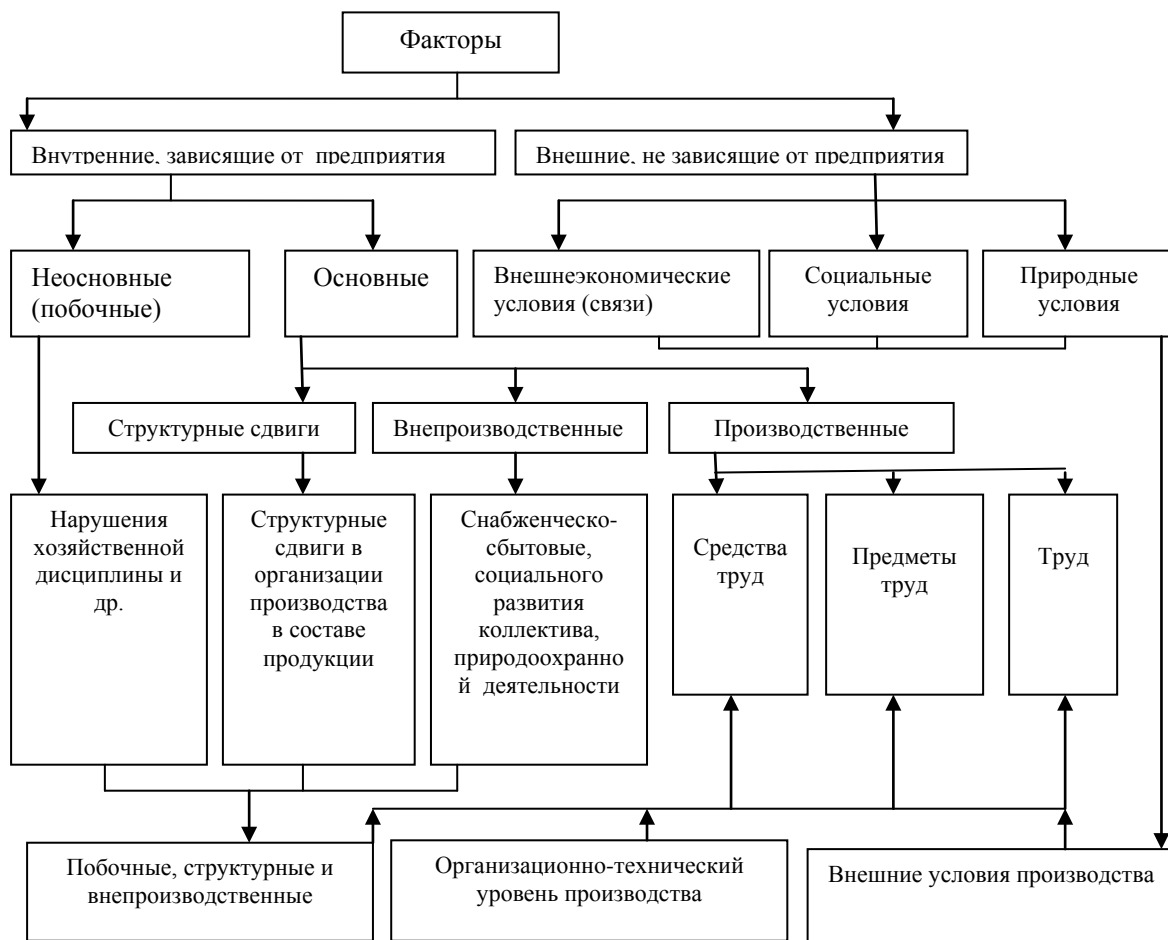 Факторы
Внутренние, зависящие от предприятия
Внешние, не зависящие от предприятия
Неосновные
(побочные)
Основные
Внешнеэкономические
условия (связи)
Социальные
условия
Природные
условия
Структурные сдвиги
Внепроизводственные
Производственные
Нарушения
хозяйственной
дисциплины и
др.
Структурные
сдвиги в
организации
производства
в составе
продукции
Снабженческо-
сбытовые,
социального
развития
коллектива,
природоохранно
й деятельности
Средства
труд
Предметы
труд
Труд
Побочные, структурные и
внепроизводственные
Организационно-технический
уровень производства
Внешние условия производства